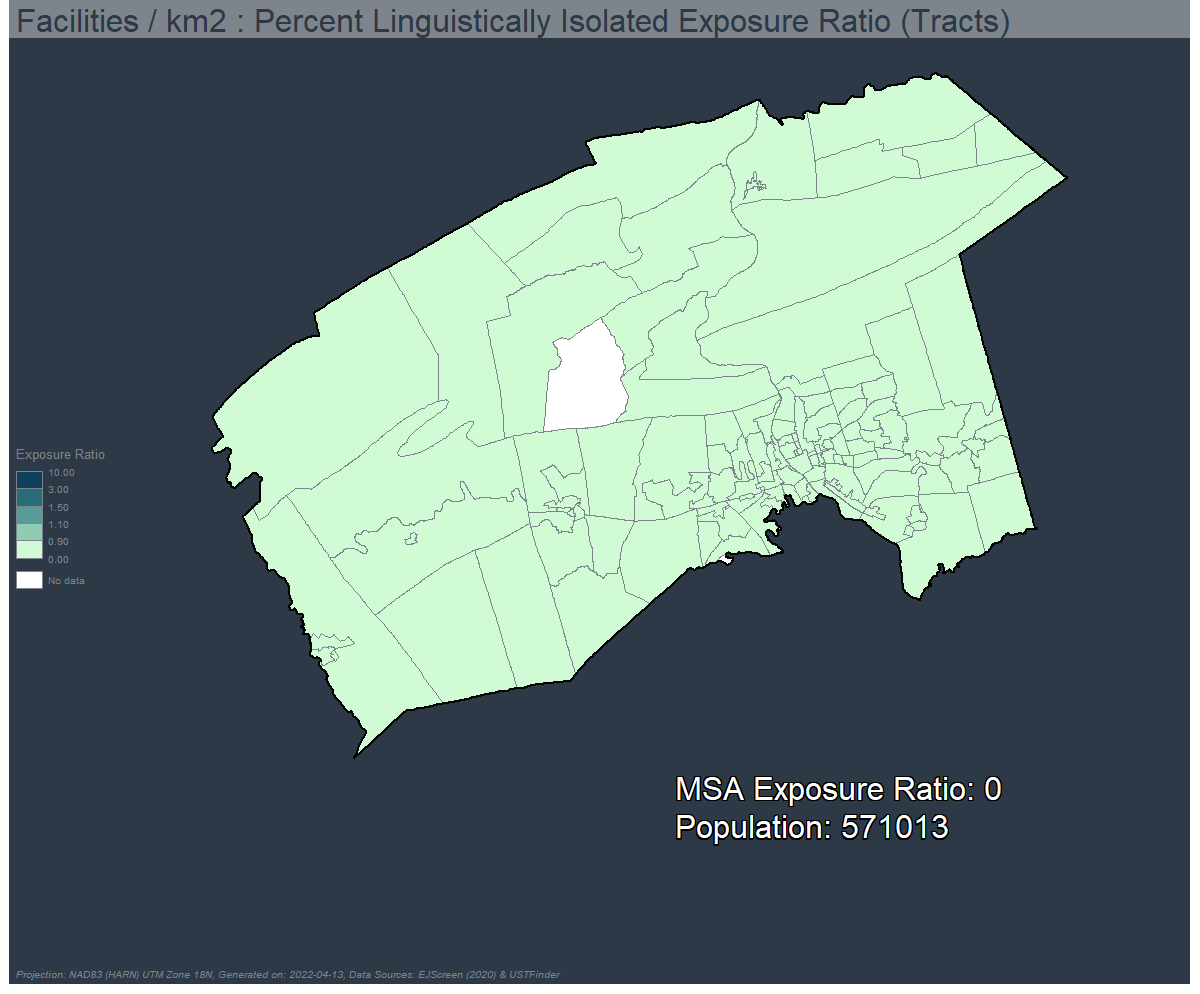 Facilities / km2 : Percent Linguistically Isolated Exposure Ratio (Tracts)
Exposure Ratio
10.00
3.00
1.50
1.10
0.90
0.00
No data
MSA Exposure Ratio: 0
Population: 571013
Projection: NAD83 (HARN) UTM Zone 18N, Generated on: 2022-04-13, Data Sources: EJScreen (2020) & USTFinder